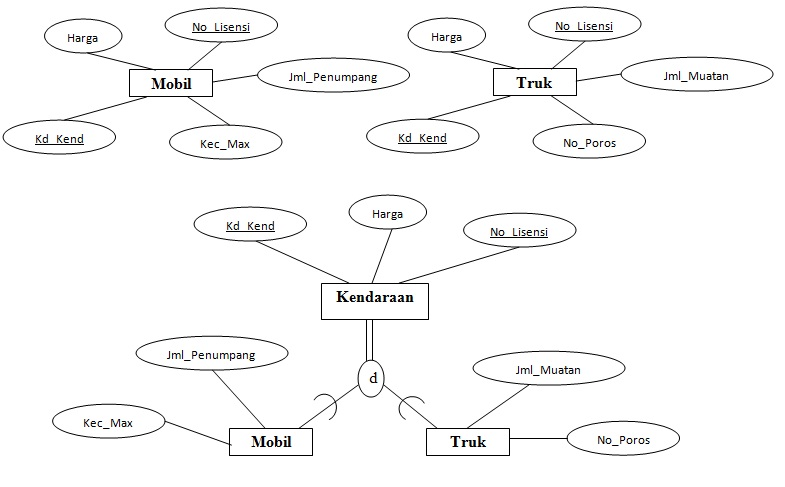 Harga
No_Lisensi
Mobil
Jml_Penumpang
Kd_Kend
Kec_Max
Harga
No_Lisensi
Truk
Jml_Muatan
Kd_Kend
No_Poros
Kd_Kend
Harga
No_Lisensi
Kendaraan
d
Jml_Penumpang
Kec_Max
Mobil
Jml_Muatan
Truk
No_Poros